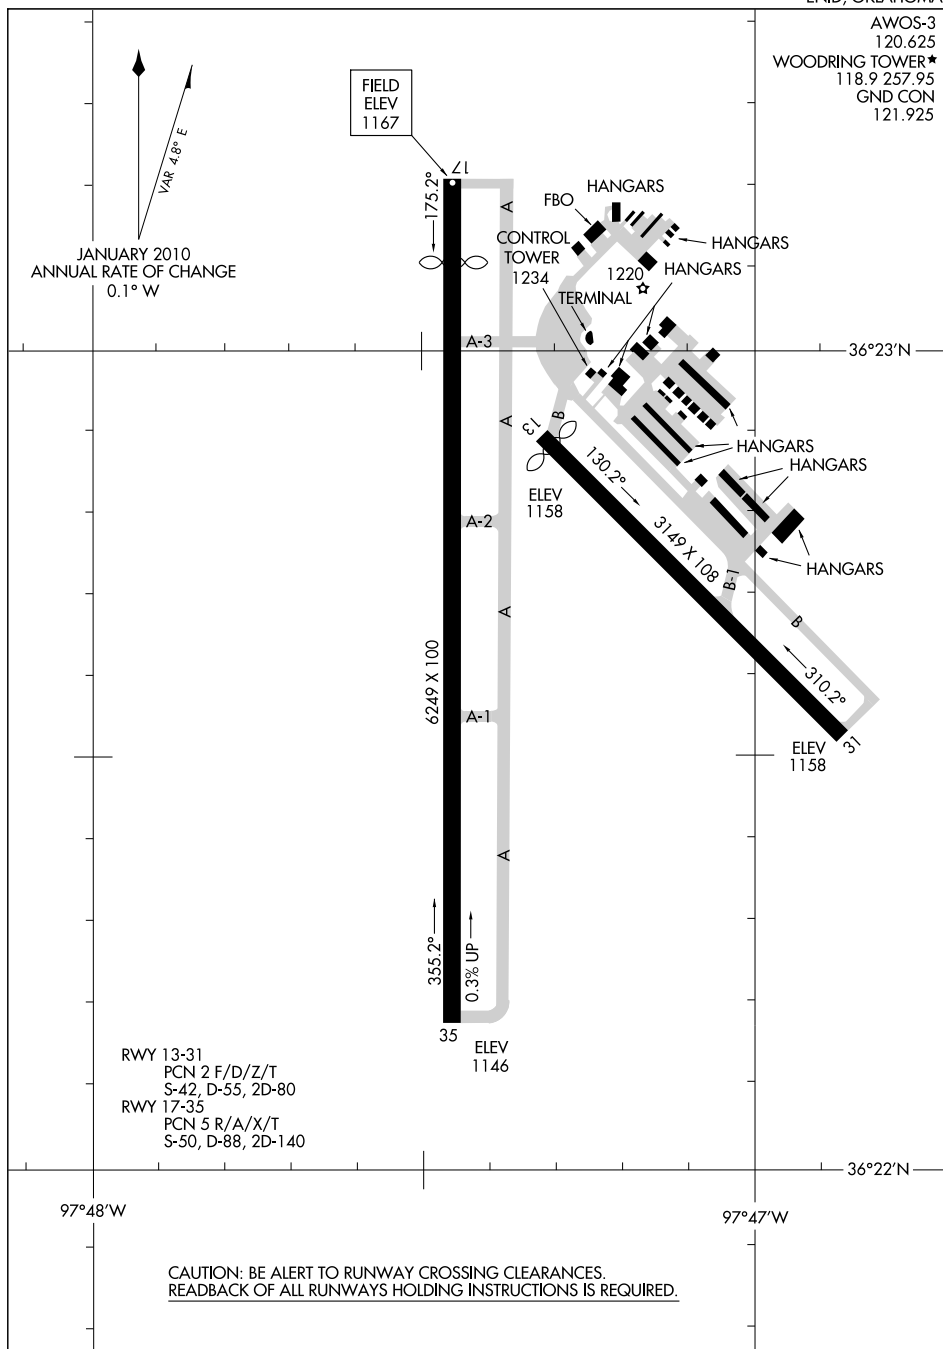 ENID, OKLAHOMA
AWOS-3
120.625
WOODRING TOWER★
118.9 257.95
GND CON
121.925
FIELD
ELEV
1167
VAR 4.8° E
JANUARY 2010
ANNUAL RATE OF CHANGE
0.1° W
17
175.2°
A
HANGARS
FBO
HANGARS
CONTROL
TOWER
1234
1220
HANGARS
TERMINAL
A-3
36°23'N
A
B
13
130.2°
HANGARS
HANGARS
ELEV
1158
A-2
3149 X 108
HANGARS
B-1
A
B
6249 X 100
310.2°
A-1
31
ELEV
1158
A
355.2°
0.3% UP
35
ELEV
1146
RWY 13-31
PCN 2 F/D/Z/T
S-42, D-55, 2D-80
RWY 17-35
PCN 5 R/A/X/T
S-50, D-88, 2D-140
36°22'N
97°48'W
97°47'W
CAUTION: BE ALERT TO RUNWAY CROSSING CLEARANCES.
READBACK OF ALL RUNWAYS HOLDING INSTRUCTIONS IS REQUIRED.